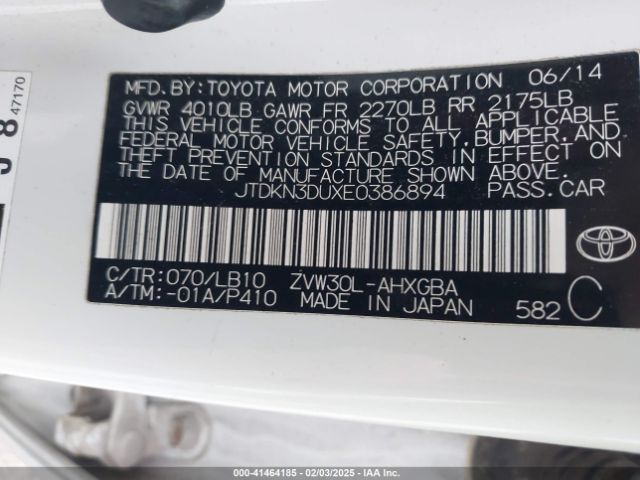 MFD.BY:TOYOTA MOTOR CORPORATION 06/14
GVWR 4010LB GAWR FR 2270LB RR 2175LB
THIS VEHICLE CONFORMS TO ALL APPLICABLE
FEDERAL MOTOR VEHICLE SAFETY,BUMPER,AND
THEFT PREVENTION STANDARDS IN EFFECT ON
THE DATE OF MANUFACTURE SHOWN ABOVE.
JTDKN3DUXE0386894 PASS.CAR
C/TR:070/LB10 ZVW30L-AHXGBA
A/TM:-01A/P410 MADE IN JAPAN 582 C
8 47170
000-41464185 - 02/03/2025 - IAA Inc.